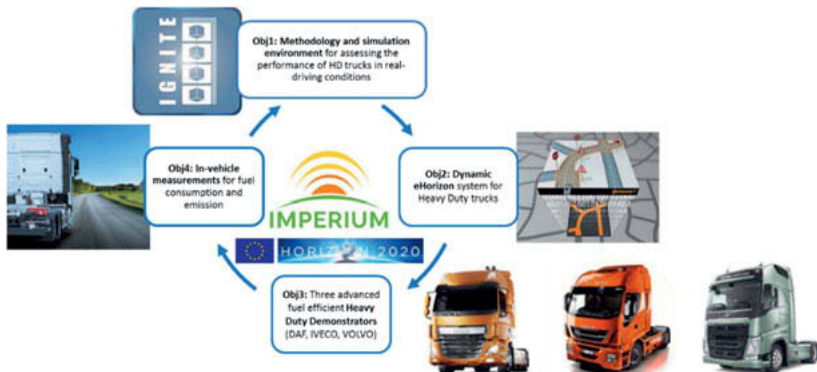 IGNITE
Obj1: Methodology and simulation
environment for assessing the
performance of HD trucks in real-
driving conditions
Obj4: In-vehicle
measurements for fuel
consumption and
emission
IMPERIUM
HORIZON 2020
Obj2: Dynamic
eHorizon system for
Heavy Duty trucks
Obj3: Three advanced
fuel efficient Heavy
Duty Demonstrators
(DAF, IVECO, VOLVO)